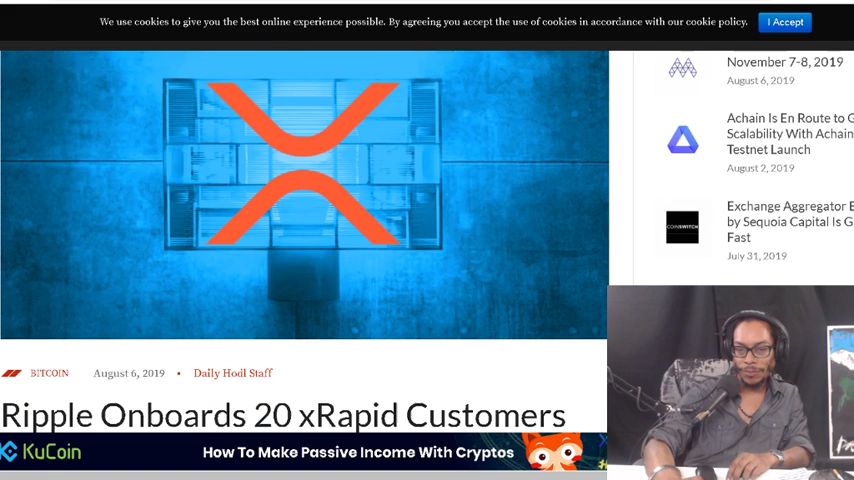 We use cookies to give you the best online experience possible. By agreeing you accept the use of cookies in accordance with our cookie policy.
I Accept
November 7-8, 2019
August 6, 2019
Achain Is En Route to G
Scalability With Achain
Testnet Launch
August 2, 2019
Exchange Aggregator
by Sequoia Capital Is G
Fast
July 31, 2019
COINSWITCH
BITCOIN August 6, 2019 • Daily Hodl Staff
Ripple Onboards 20 xRapid Customers
KuCoin How To Make Passive Income With Cryptos